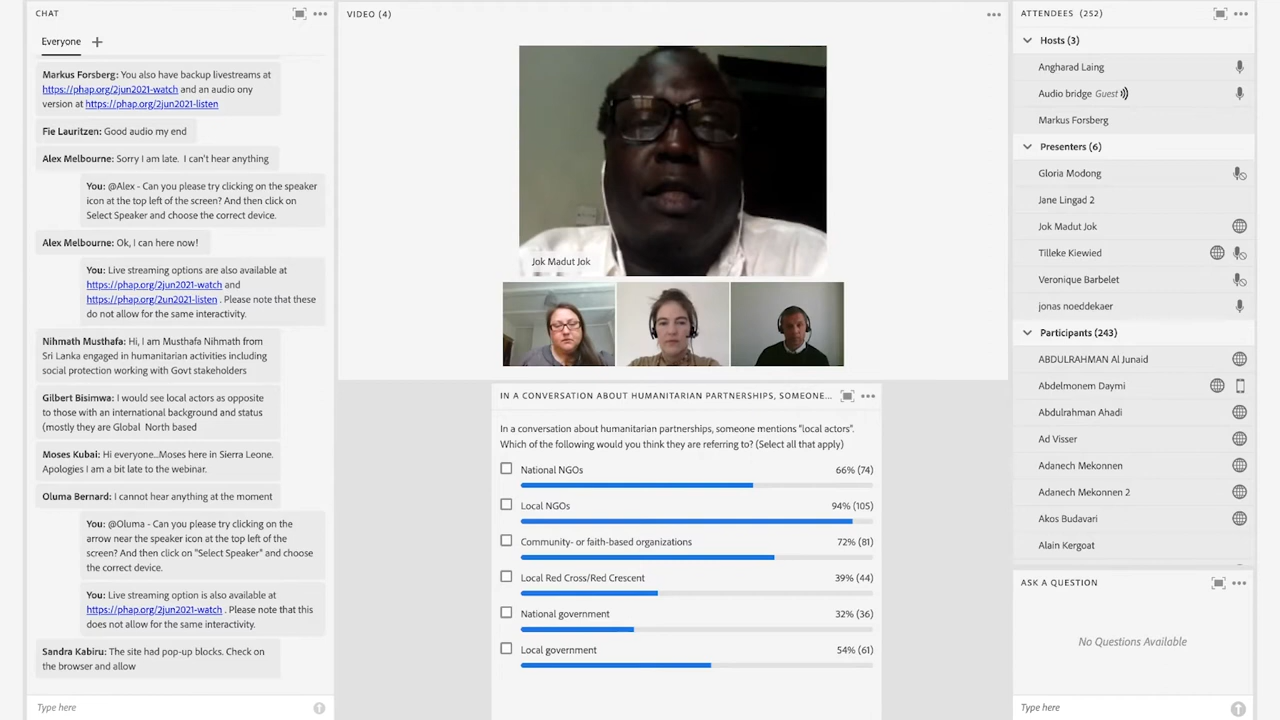 CHAT
Everyone
Markus Forsberg: You also have backup livestreams at
https://phap.org/2jun2021-watch and an audio ony
version at https://phap.org/2jun2021-listen
Fie Lauritzen: Good audio my end
Alex Melbourne: Sorry I am late. I can't hear anything
You: @Alex - Can you please try clicking on the speaker
icon at the top left of the screen? And then click on
Select Speaker and choose the correct device.
Alex Melbourne: Ok, I can here now!
You: Live streaming options are also available at
https://phap.org/2jun2021-watch and
https://phap.org/2un2021-listen . Please note that these
do not allow for the same interactivity.
Nihmath Musthafa: Hi, I am Musthafa Nihmath from
Sri Lanka engaged in humanitarian activities including
social protection working with Govt stakeholders
Gilbert Bisimwa: I would see local actors as opposite
to those with an international background and status
(mostly they are Global North based
Moses Kubai: Hi everyone..Moses here in Sierra Leone.
Apologies I am a bit late to the webinar.
Oluma Bernard: I cannot hear anything at the moment
You: @Oluma - Can you please try clicking on the
arrow near the speaker icon at the top left of the
screen? And then click on "Select Speaker" and choose
the correct device.
You: Live streaming option is also available at
https://phap.org/2jun2021-watch . Please note that this
does not allow for the same interactivity.
Sandra Kabiru: The site had pop-up blocks. Check on
the browser and allow
Type here
VIDEO (4)
Jok Madut Jok
IN A CONVERSATION ABOUT HUMANITARIAN PARTNERSHIPS, SOMEONE...
In a conversation about humanitarian partnerships, someone mentions "local actors".
Which of the following would you think they are referring to? (Select all that apply)
National NGOs 66% (74)
Local NGOs 94% (105)
Community- or faith-based organizations 72% (81)
Local Red Cross/Red Crescent 39% (44)
National government 32% (36)
Local government 54% (61)
ATTENDEES (252)
Hosts (3)
Angharad Laing
Audio bridge Guest
Markus Forsberg
Presenters (6)
Gloria Modong
Jane Lingad 2
Jok Madut Jok
Tilleke Kiewied
Veronique Barbelet
jonas noeddekaer
Participants (243)
ABDULRAHMAN Al Junaid
Abdelmonem Daymi
Abdulrahman Ahadi
Ad Visser
Adanech Mekonnen
Adanech Mekonnen 2
Akos Budavari
Alain Kergoat
ASK A QUESTION
No Questions Available
Type here